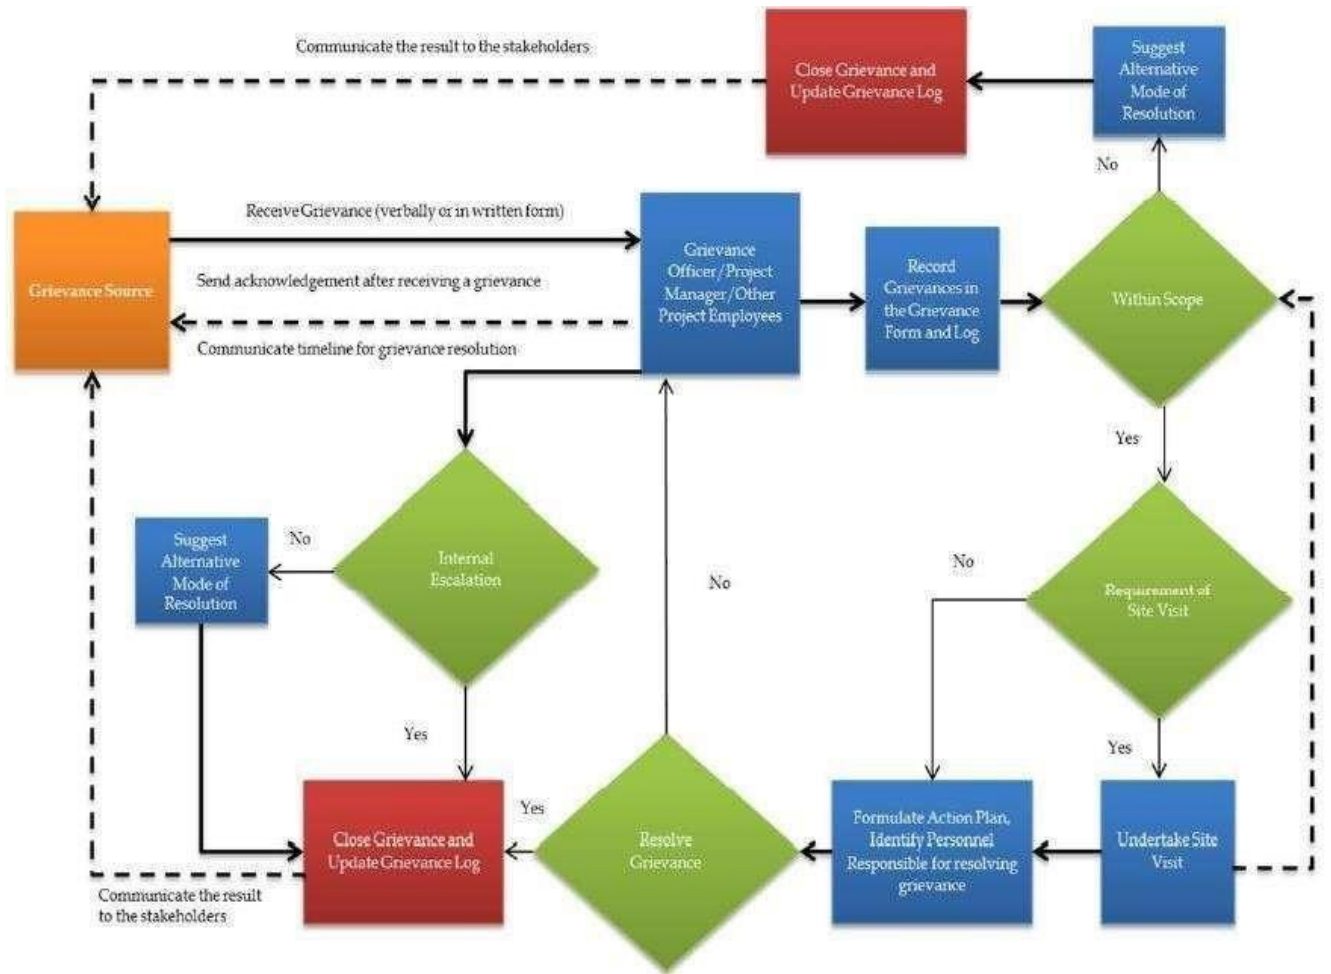 Communicate the result to the stakeholders
Close Grievance and
Update Grievance Log
Suggest
Alternative
Mode of
Resolution
No
Receive Grievance (verbally or in written form)
Grievance Source
Send acknowledgement after receiving a grievance
Communicate timeline for grievance resolution
Grievance
Officer/Project
Manager/Other
Project Employees
Record
Grievances in
the Grievance
Form and Log
Within Scope
Yes
Suggest
Alternative
Mode of
Resolution
No
Internal
Escalation
No
No
Requirement of
Site Visit
Yes
Yes
Close Grievance and
Update Grievance Log
Yes
Resolve
Grievance
Formulate Action Plan,
Identify Personnel
Responsible for resolving
grievance
Undertake Site
Visit
Communicate the result
to the stakeholders